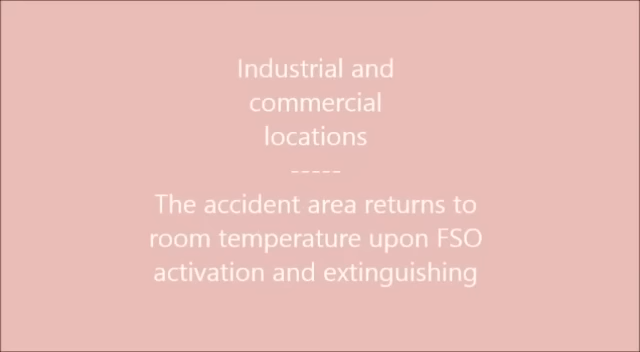 Industrial and
commercial
locations
-----
The accident area returns to
room temperature upon FSO
activation and extinguishing